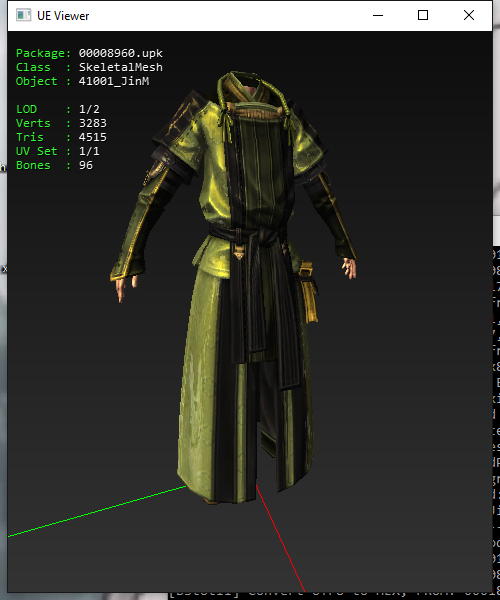 UE Viewer
Package: 00008960.upk
Class : SkeletalMesh
Object : 41001_JinM
LOD : 1/2
Verts : 3283
Tris : 4515
UV Set : 1/1
Bones : 96